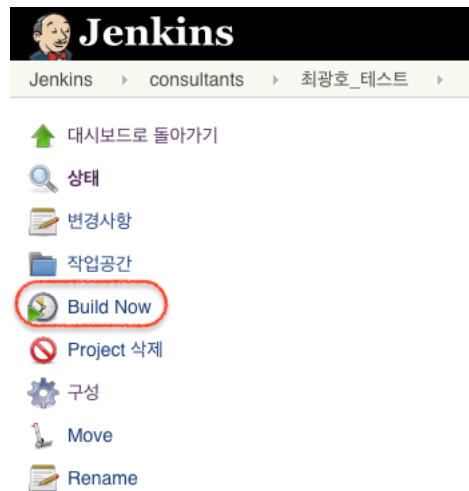 Jenkins
Jenkins consultants 최광호_테스트
대시보드로 돌아가기
상태
변경사항
작업공간
Build Now
Project 삭제
구성
Move
Rename